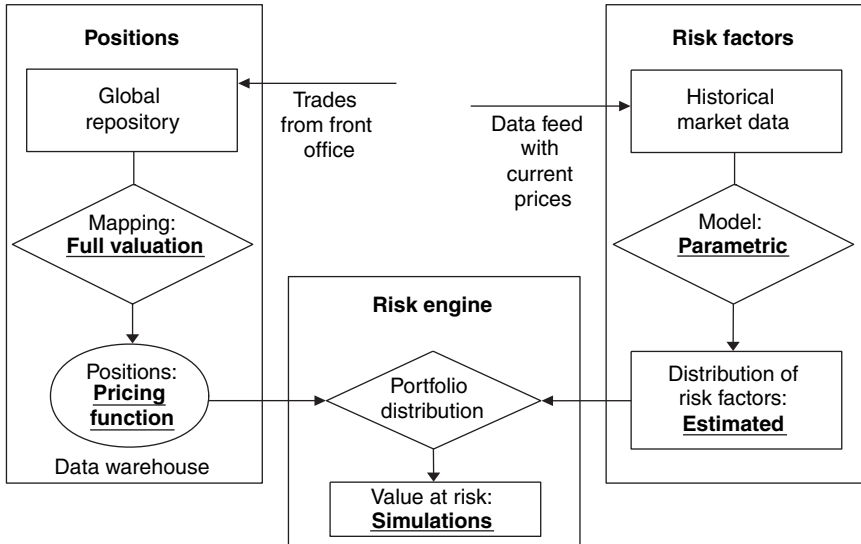 Positions
Global
repository
Trades
from front
office
Mapping:
Full valuation
Positions:
Pricing
function
Data warehouse
Risk engine
Portfolio
distribution
Value at risk:
Simulations
Risk factors
Historical
market data
Data feed
with
current
prices
Model:
Parametric
Distribution of
risk factors:
Estimated